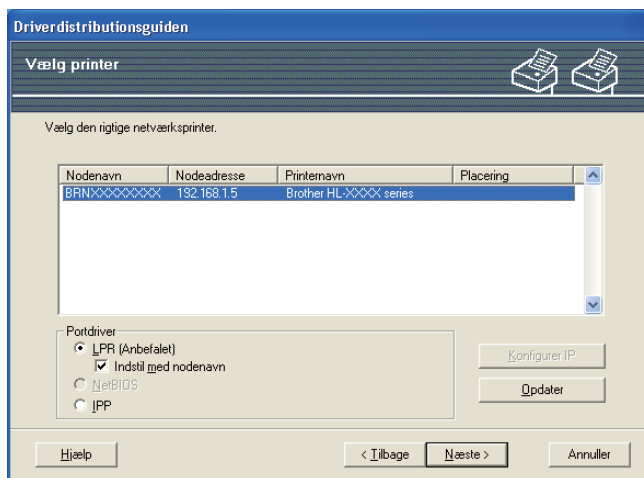 Driverdistributionsguiden
Vælg printer
Vælg den rigtige netværksprinter.
Nodenavn Nodeadresse Printernavn Placering
BRNXXXXXXXXX 192.168.1.5 Brother HL-XXXX series
Portdriver
LPR (Anbefalet)
Indstil med nodenavn
NetBIOS
IPP
Konfigurer IP
Opdater
Hjælp < Tilbage Næste > Annuller